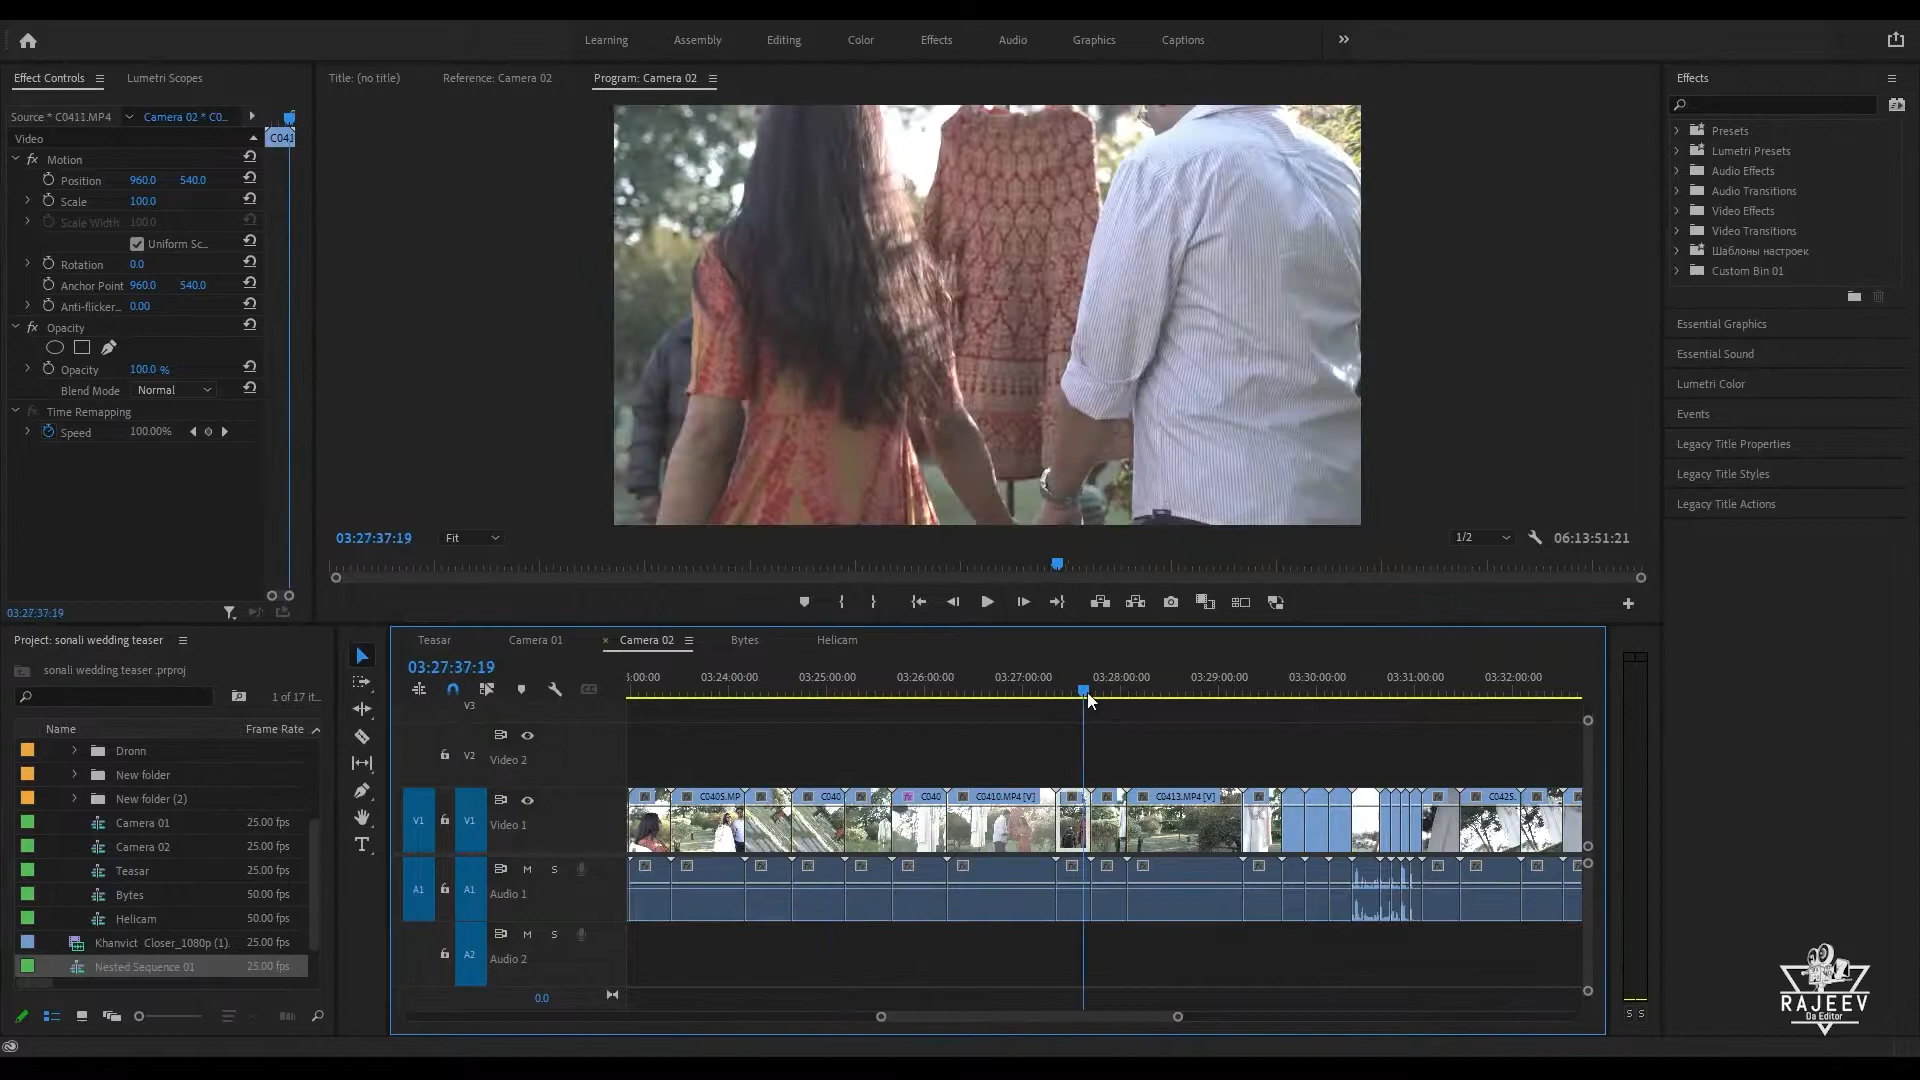 Learning Assembly Editing Color Effects Audio Graphics Captions
Effect Controls Lumetri Scopes
Title: (no title) Reference: Camera 02 Program: Camera 02
Effects
Source * C0411.MP4 Camera 02 * C0...
Video C041
Motion
Position 960.0 540.0
Scale 100.0
Scale Width 100.0
Uniform Sc...
Rotation 0.0
Anchor Point 960.0 540.0
Anti-flicker... 0.00
Opacity
Opacity 100.0 %
Blend Mode Normal
Time Remapping
Speed 100.00%
03:27:37:19
Presets
Lumetri Presets
Audio Effects
Audio Transitions
Video Effects
Video Transitions
Шаблоны настроек
Custom Bin 01
Essential Graphics
Essential Sound
Lumetri Color
Events
Legacy Title Properties
Legacy Title Styles
Legacy Title Actions
03:27:37:19 Fit 1/2 06:13:51:21
Project: sonali wedding teaser
sonali wedding teaser .prproj
1 of 17 it...
Name Frame Rate
Dronn
New folder
New folder (2)
Camera 01 25.00 fps
Camera 02 25.00 fps
Teasar 25.00 fps
Bytes 50.00 fps
Helicam 50.00 fps
Khanvict Closer_1080p (1). 25.00 fps
Nested Sequence 01 25.00 fps
Teasar Camera 01 × Camera 02 Bytes Helicam
03:27:37:19
3:00:00 03:24:00:00 03:25:00:00 03:26:00:00 03:27:00:00 03:28:00:00 03:29:00:00 03:30:00:00 03:31:00:00 03:32:00:00
V3
V2 Video 2
C0405.MP C040 C040 C0410.MP4 [V] C0413.MP4 [V] C042S.
V1 V1 Video 1
M S
A1 A1 Audio 1
M S
A2 Audio 2
0.0
S S
RAJEEV
Da Editor